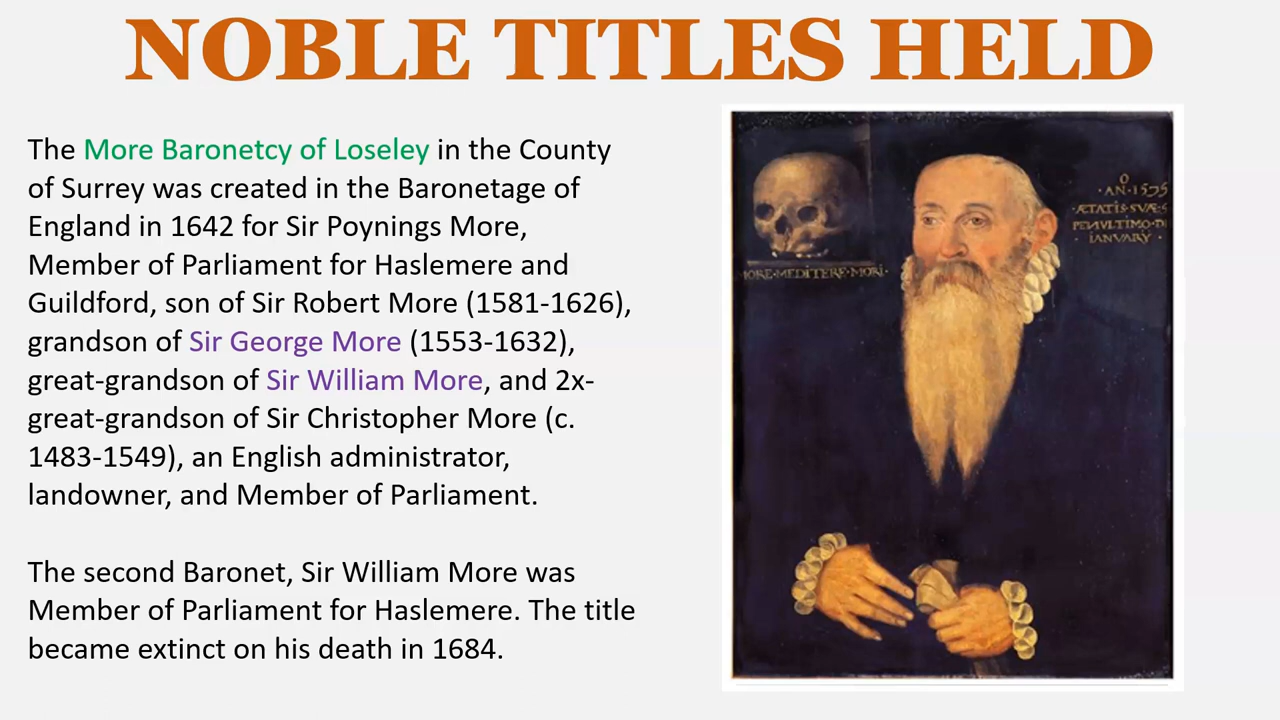 NOBLE TITLES HELD
The More Baronetcy of Loseley in the County
of Surrey was created in the Baronetage of
England in 1642 for Sir Poynings More,
Member of Parliament for Haslemere and
Guildford, son of Sir Robert More (1581-1626),
grandson of Sir George More (1553-1632),
great-grandson of Sir William More, and 2x-
great-grandson of Sir Christopher More (c.
1483-1549), an English administrator,
landowner, and Member of Parliament.
The second Baronet, Sir William More was
Member of Parliament for Haslemere. The title
became extinct on his death in 1684.
MORE·MEDITERE·MORI·
O
·AN·1575
·ÆTATIS·SVÆ·
PENVLTIMO·D
IANVARŸ ·